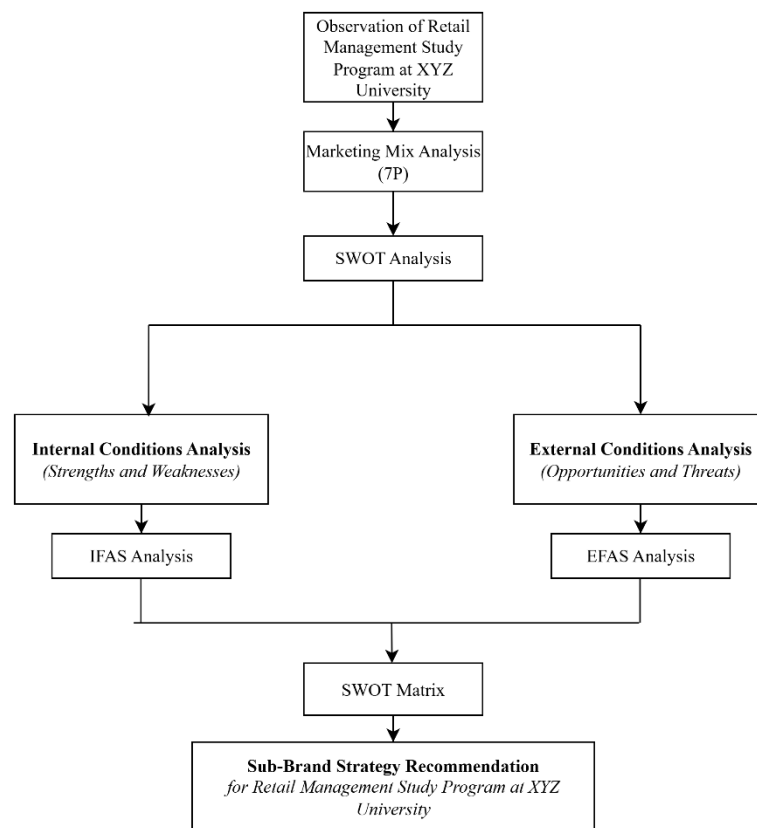 Observation of Retail
Management Study
Program at XYZ
University
Marketing Mix Analysis
(7P)
SWOT Analysis
Internal Conditions Analysis
(Strengths and Weaknesses)
External Conditions Analysis
(Opportunities and Threats)
IFAS Analysis
EFAS Analysis
SWOT Matrix
Sub-Brand Strategy Recommendation
for Retail Management Study Program at XYZ
University